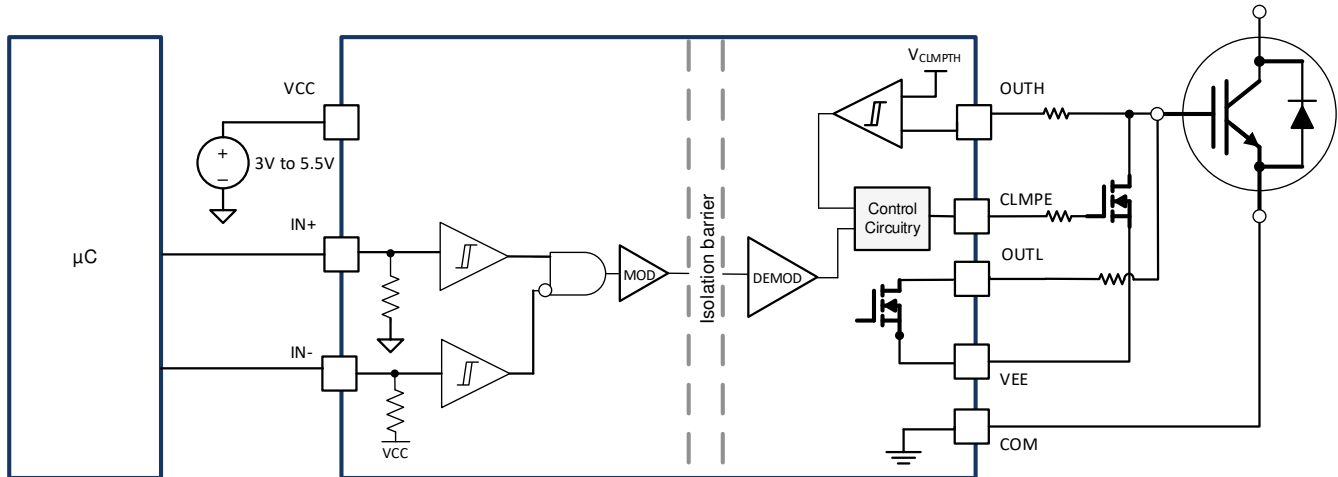 VCC
V_CLMPTH
OUTH
+
−
3V to 5.5V
IN+
CLMPE
Control
Circuitry
μC
OUTL
MOD
Isolation barrier
DEMOD
IN-
VEE
VCC
COM